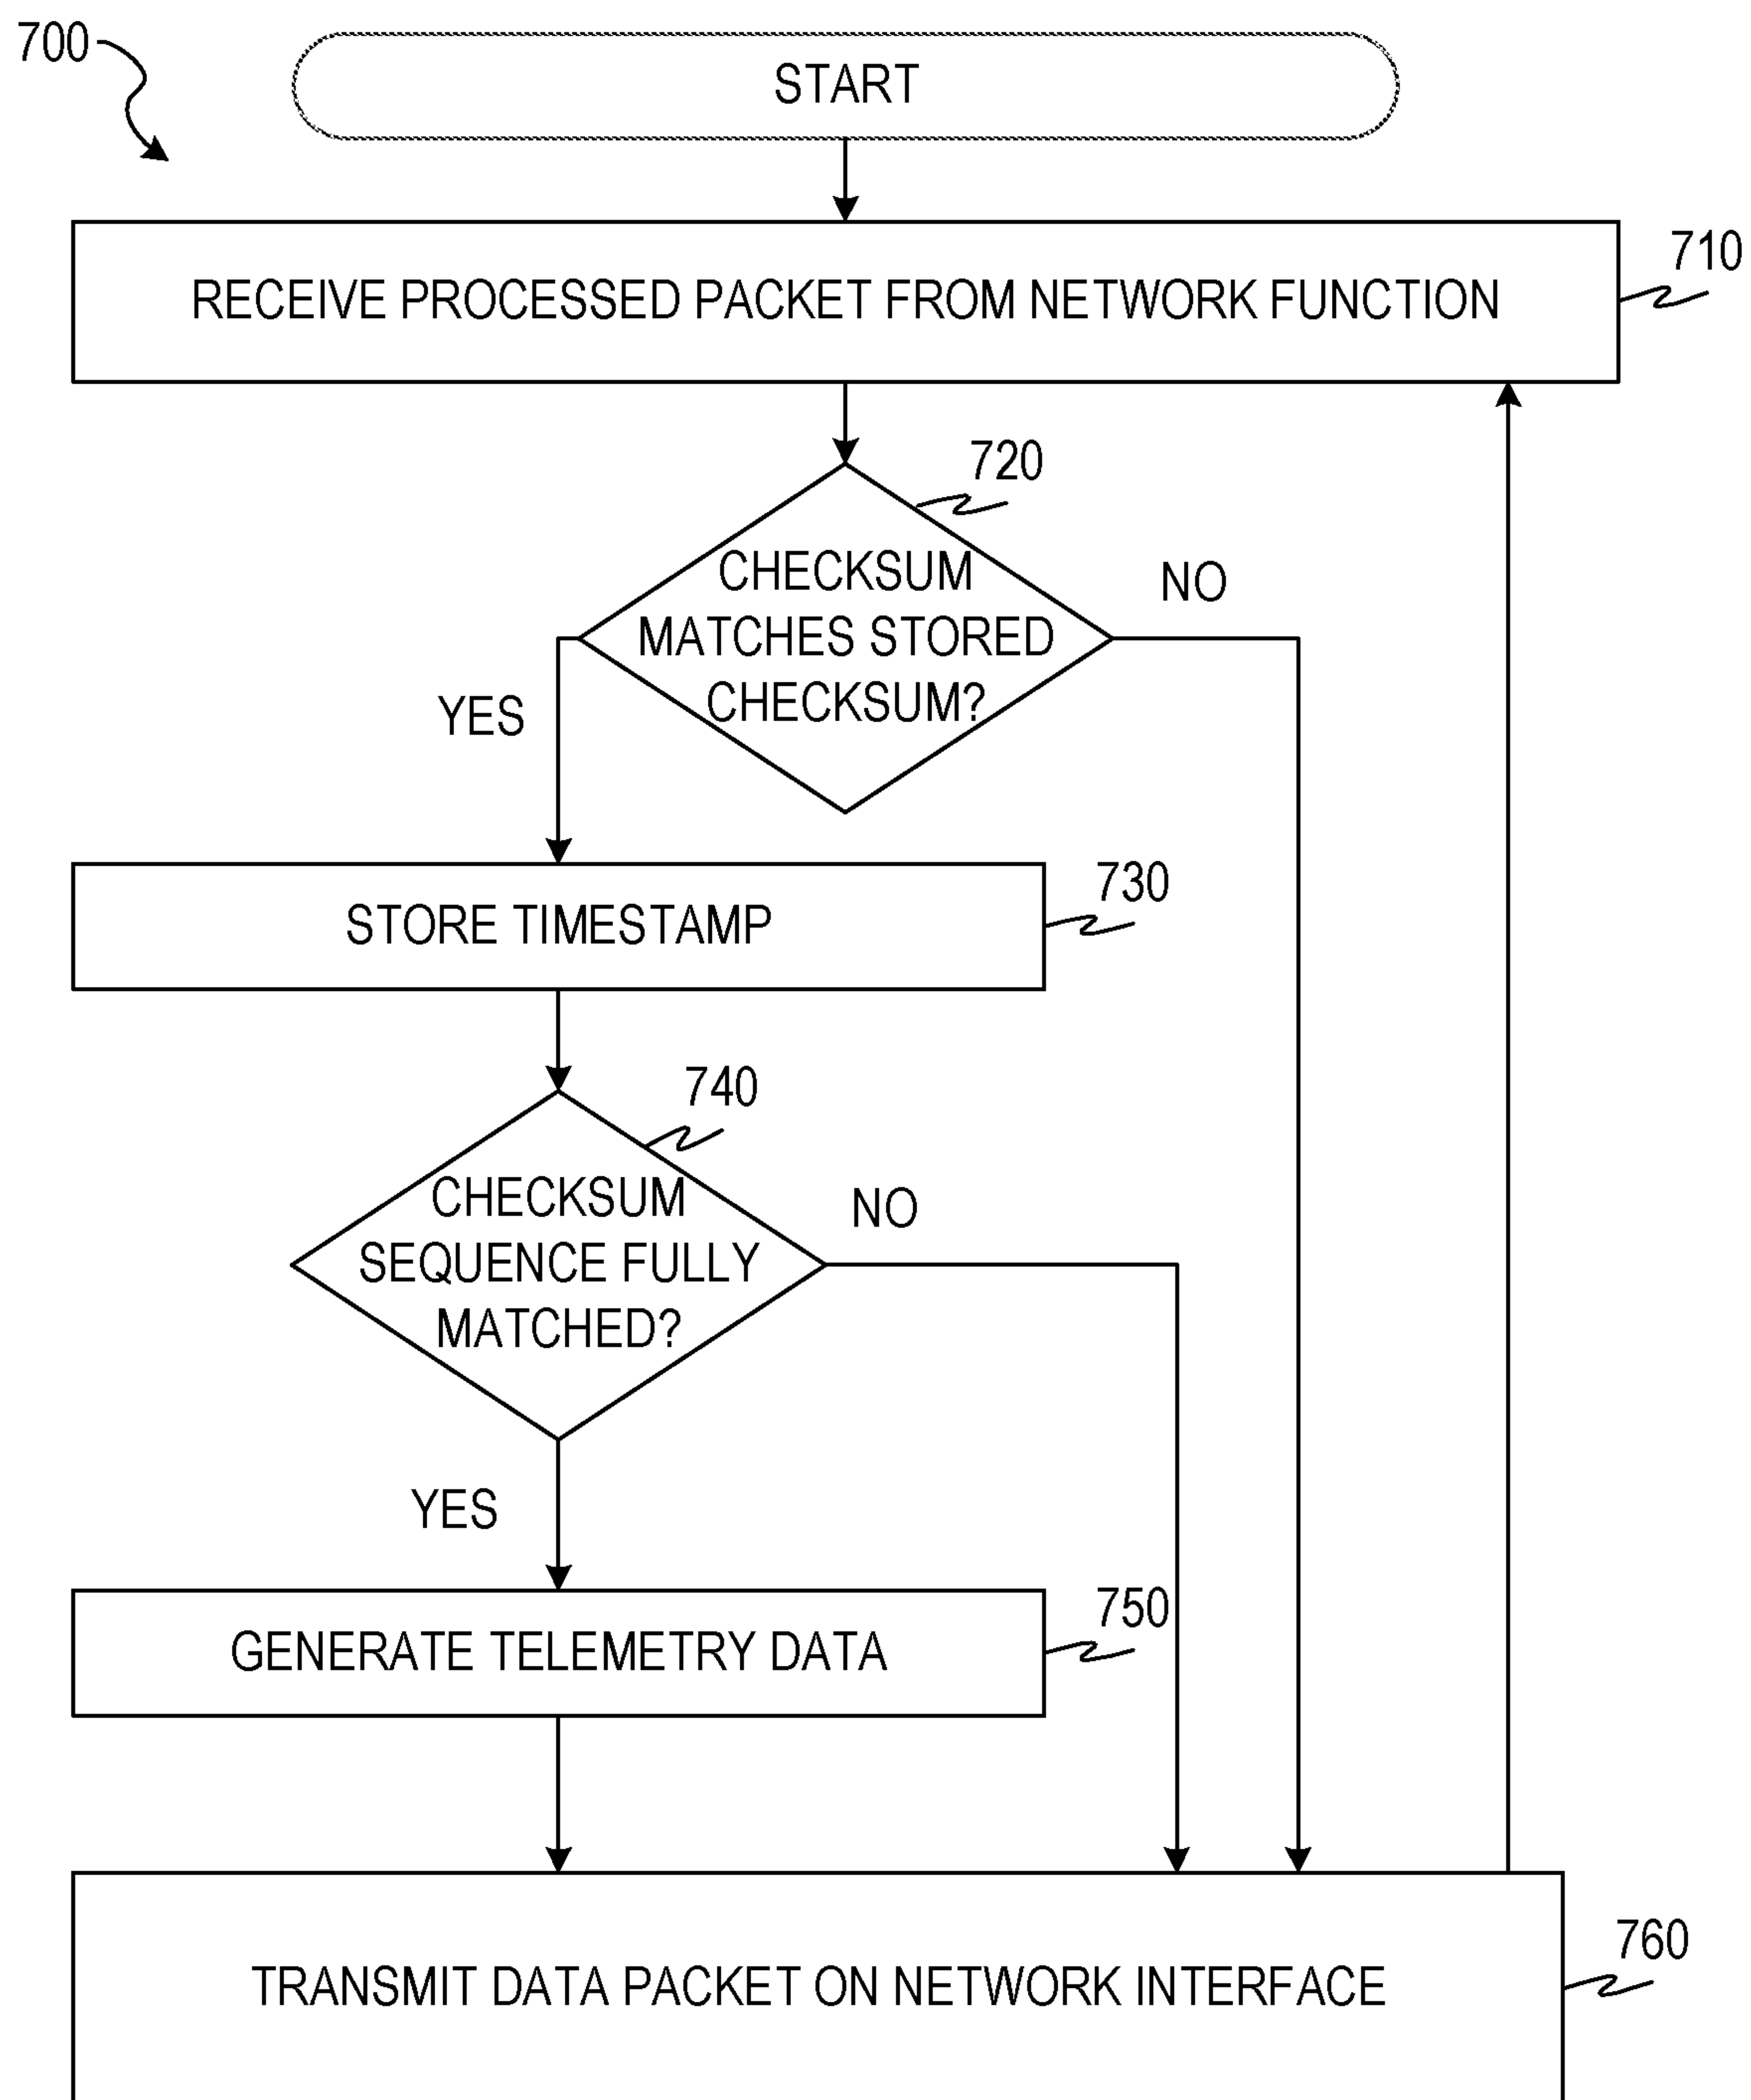 700
START
RECEIVE PROCESSED PACKET FROM NETWORK FUNCTION
710
720
CHECKSUM
MATCHES STORED
CHECKSUM?
NO
YES
STORE TIMESTAMP
730
740
CHECKSUM
SEQUENCE FULLY
MATCHED?
NO
YES
GENERATE TELEMETRY DATA
750
TRANSMIT DATA PACKET ON NETWORK INTERFACE
760